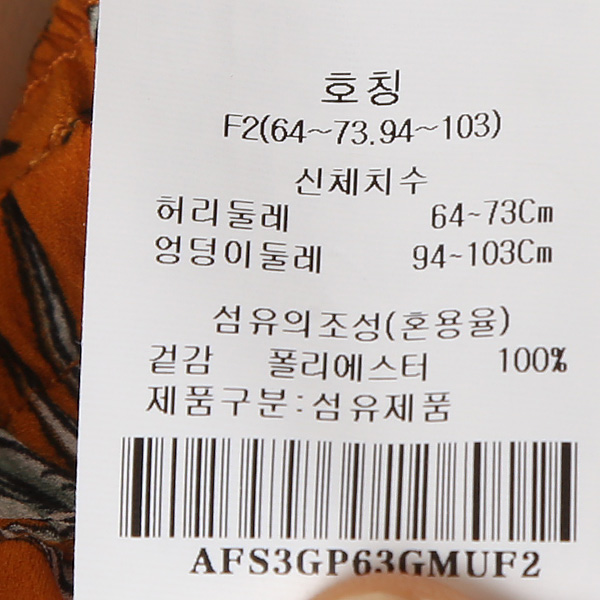 호칭
F2(64~73.94~103)
신체치수
허리둘레 64~73Cm
엉덩이둘레 94~103Cm
섬유의조성(혼용율)
겉감 폴리에스터 100%
제품구분:섬유제품
AFS3GP63GMUF2